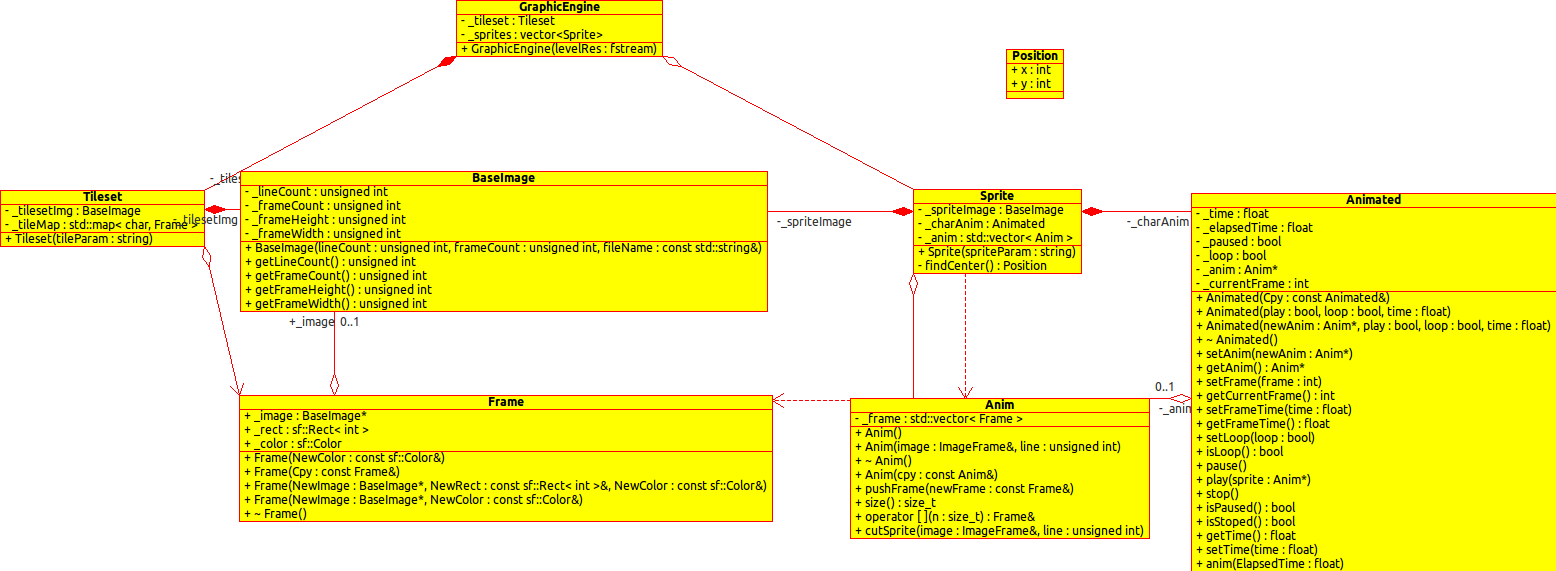 GraphicEngine
- _tileset : Tileset
- _sprites : vector<Sprite>
+ GraphicEngine(levelRes : fstream)
Position
+ x : int
+ y : int
Tileset
- _tilesetImg : BaseImage
- _tileMap : std::map< char, Frame >
+ Tileset(tileParam : string)
- _tiles
- _tilesetImg
BaseImage
- _lineCount : unsigned int
- _frameCount : unsigned int
- _frameHeight : unsigned int
- _frameWidth : unsigned int
+ BaseImage(lineCount : unsigned int, frameCount : unsigned int, fileName : const std::string&)
+ getLineCount() : unsigned int
+ getFrameCount() : unsigned int
+ getFrameHeight() : unsigned int
+ getFrameWidth() : unsigned int
+_image 0..1
- _spriteImage
Sprite
- _spriteImage : BaseImage
- _charAnim : Animated
- _anim : std::vector< Anim >
+ Sprite(spriteParam : string)
- findCenter() : Position
- _charAnim
Animated
- _time : float
- _elapsedTime : float
- _paused : bool
- _loop : bool
- _anim : Anim*
- _currentFrame : int
+ Animated(Cpy : const Animated&)
+ Animated(play : bool, loop : bool, time : float)
+ Animated(newAnim : Anim*, play : bool, loop : bool, time : float)
+ ~ Animated()
+ setAnim(newAnim : Anim*)
+ getAnim() : Anim*
+ setFrame(frame : int)
+ getCurrentFrame() : int
+ setFrameTime(time : float)
+ getFrameTime() : float
+ setLoop(loop : bool)
+ isLoop() : bool
+ pause()
+ play(sprite : Anim*)
+ stop()
+ isPaused() : bool
+ isStoped() : bool
+ getTime() : float
+ setTime(time : float)
+ anim(ElapsedTime : float)
0..1
- _anim
Frame
+ _image : BaseImage*
+ _rect : sf::Rect< int >
+ _color : sf::Color
+ Frame(NewColor : const sf::Color&)
+ Frame(Cpy : const Frame&)
+ Frame(NewImage : BaseImage*, NewRect : const sf::Rect< int >&, NewColor : const sf::Color&)
+ Frame(NewImage : BaseImage*, NewColor : const sf::Color&)
+ ~ Frame()
Anim
- _frame : std::vector< Frame >
+ Anim()
+ Anim(image : ImageFrame&, line : unsigned int)
+ ~ Anim()
+ Anim(cpy : const Anim&)
+ pushFrame(newFrame : const Frame&)
+ size() : size_t
+ operator [ ](n : size_t) : Frame&
+ cutSprite(image : ImageFrame&, line : unsigned int)